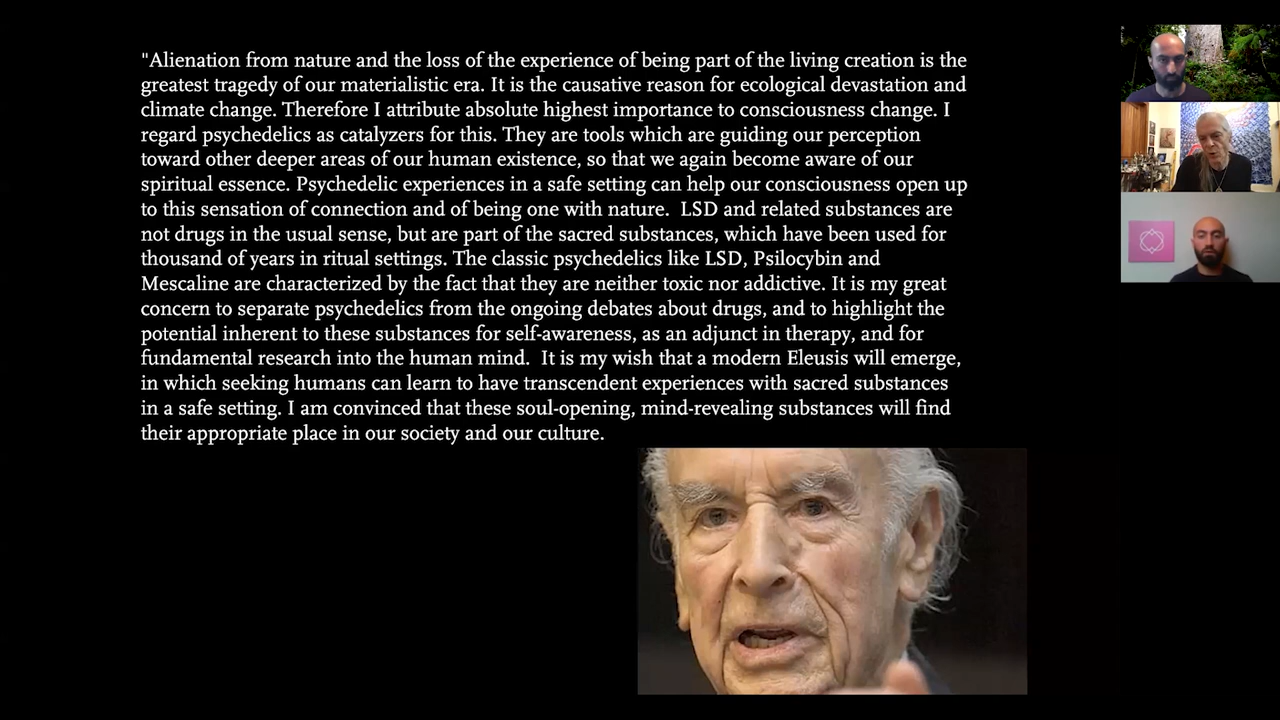 "Alienation from nature and the loss of the experience of being part of the living creation is the
greatest tragedy of our materialistic era. It is the causative reason for ecological devastation and
climate change. Therefore I attribute absolute highest importance to consciousness change. I
regard psychedelics as catalyzers for this. They are tools which are guiding our perception
toward other deeper areas of our human existence, so that we again become aware of our
spiritual essence. Psychedelic experiences in a safe setting can help our consciousness open up
to this sensation of connection and of being one with nature.  LSD and related substances are
not drugs in the usual sense, but are part of the sacred substances, which have been used for
thousand of years in ritual settings. The classic psychedelics like LSD, Psilocybin and
Mescaline are characterized by the fact that they are neither toxic nor addictive. It is my great
concern to separate psychedelics from the ongoing debates about drugs, and to highlight the
potential inherent to these substances for self-awareness, as an adjunct in therapy, and for
fundamental research into the human mind.  It is my wish that a modern Eleusis will emerge,
in which seeking humans can learn to have transcendent experiences with sacred substances
in a safe setting. I am convinced that these soul-opening, mind-revealing substances will find
their appropriate place in our society and our culture.